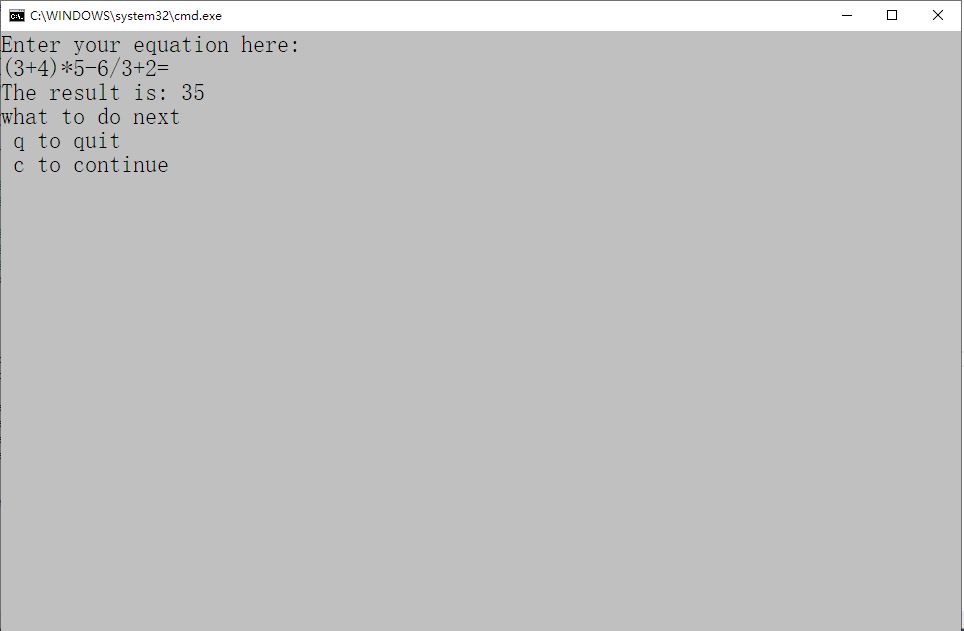 C:\WINDOWS\system32\cmd.exe
Enter your equation here:
(3+4)*5-6/3+2=
The result is: 35
what to do next
 q to quit
 c to continue